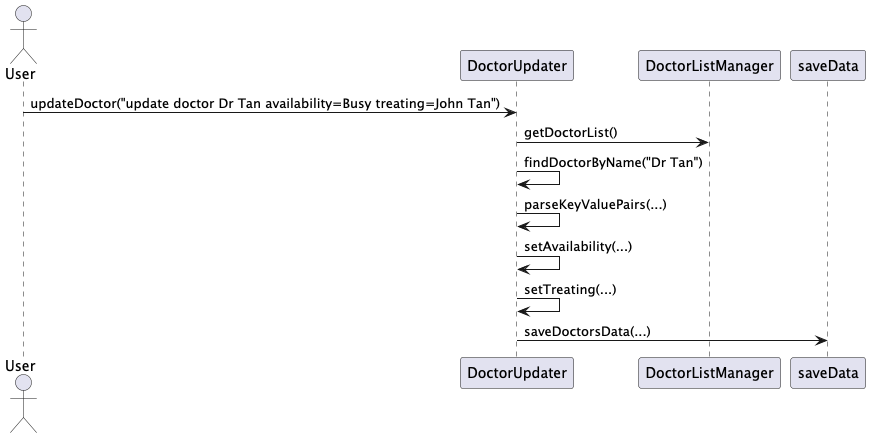 User
DoctorUpdater
DoctorListManager
saveData
updateDoctor("update doctor Dr Tan availability=Busy treating=John Tan")
getDoctorList()
findDoctorByName("Dr Tan")
parseKeyValuePairs(...)
setAvailability(...)
setTreating(...)
saveDoctorsData(...)
User
DoctorUpdater
DoctorListManager
saveData